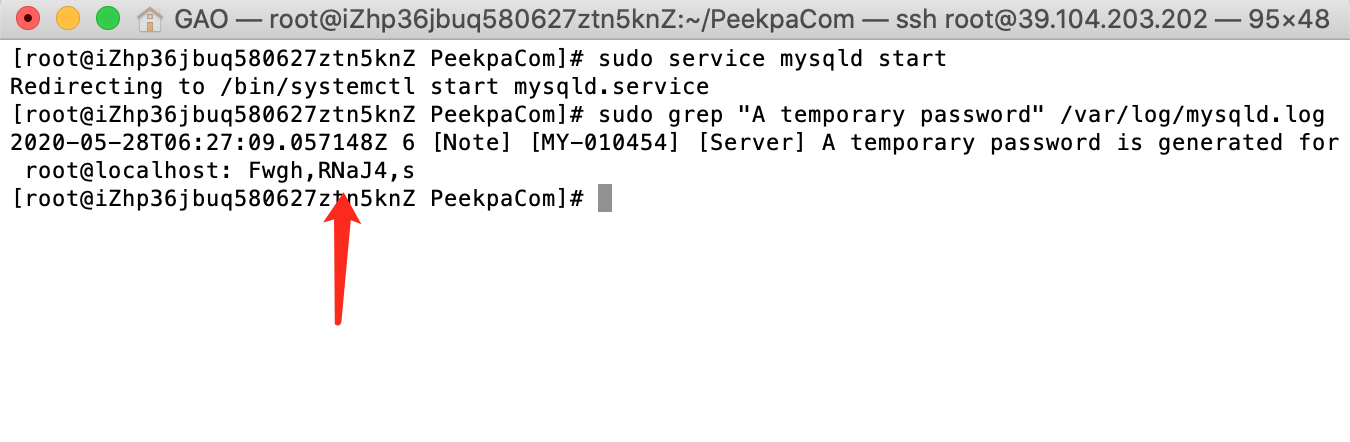 GAO — root@iZhp36jbuq580627ztn5knZ:~/PeekpaCom — ssh root@39.104.203.202 — 95×48
[root@iZhp36jbuq580627ztn5knZ PeekpaCom]# sudo service mysqld start
Redirecting to /bin/systemctl start mysqld.service
[root@iZhp36jbuq580627ztn5knZ PeekpaCom]# sudo grep "A temporary password" /var/log/mysqld.log
2020-05-28T06:27:09.057148Z 6 [Note] [MY-010454] [Server] A temporary password is generated for
 root@localhost: Fwgh,RNaJ4,s
[root@iZhp36jbuq580627ztn5knZ PeekpaCom]#